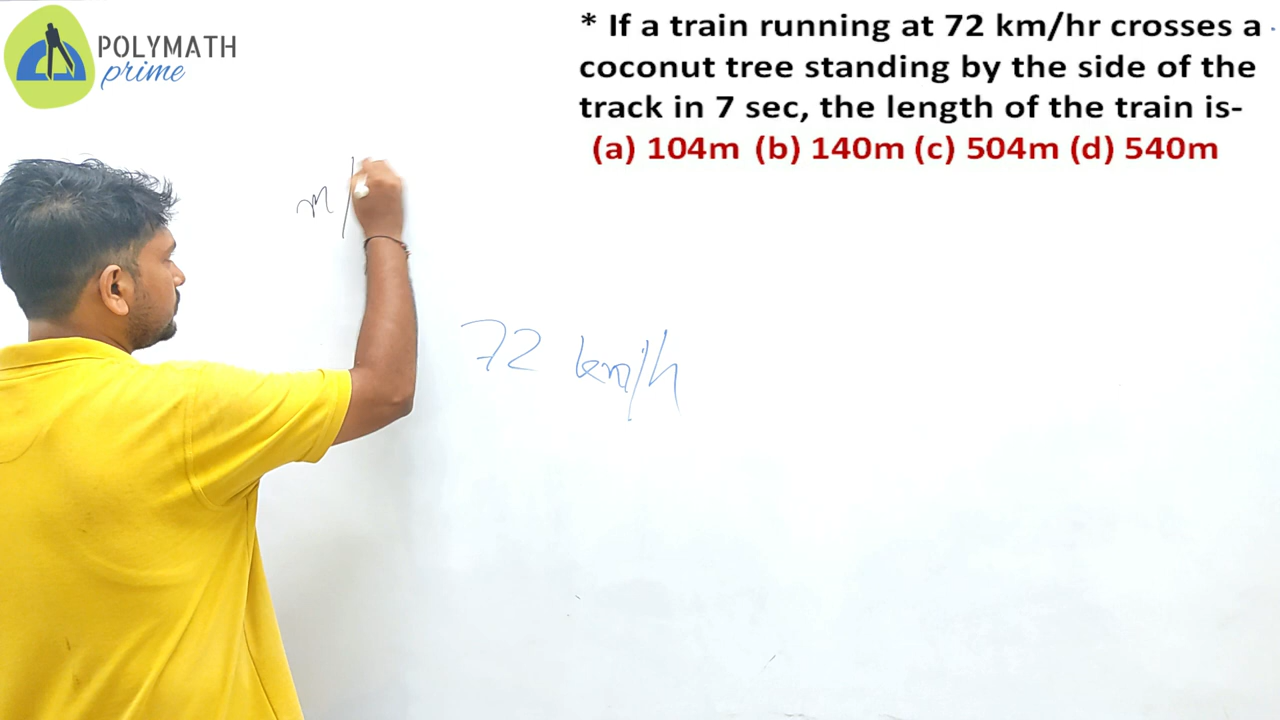 POLYMATH
prime
* If a train running at 72 km/hr crosses a
coconut tree standing by the side of the
track in 7 sec, the length of the train is-
(a) 104m (b) 140m (c) 504m (d) 540m
m/
72 km/h